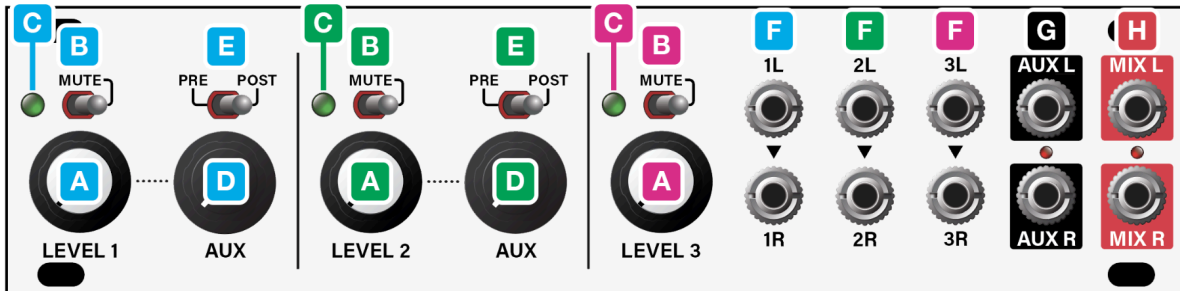 C C C
B E B E B F F F G H
MUTE PRE POST MUTE PRE POST MUTE 1L 2L 3L AUX L MIX L
A D A D A
LEVEL 1 AUX LEVEL 2 AUX LEVEL 3 1R 2R 3R AUX R MIX R